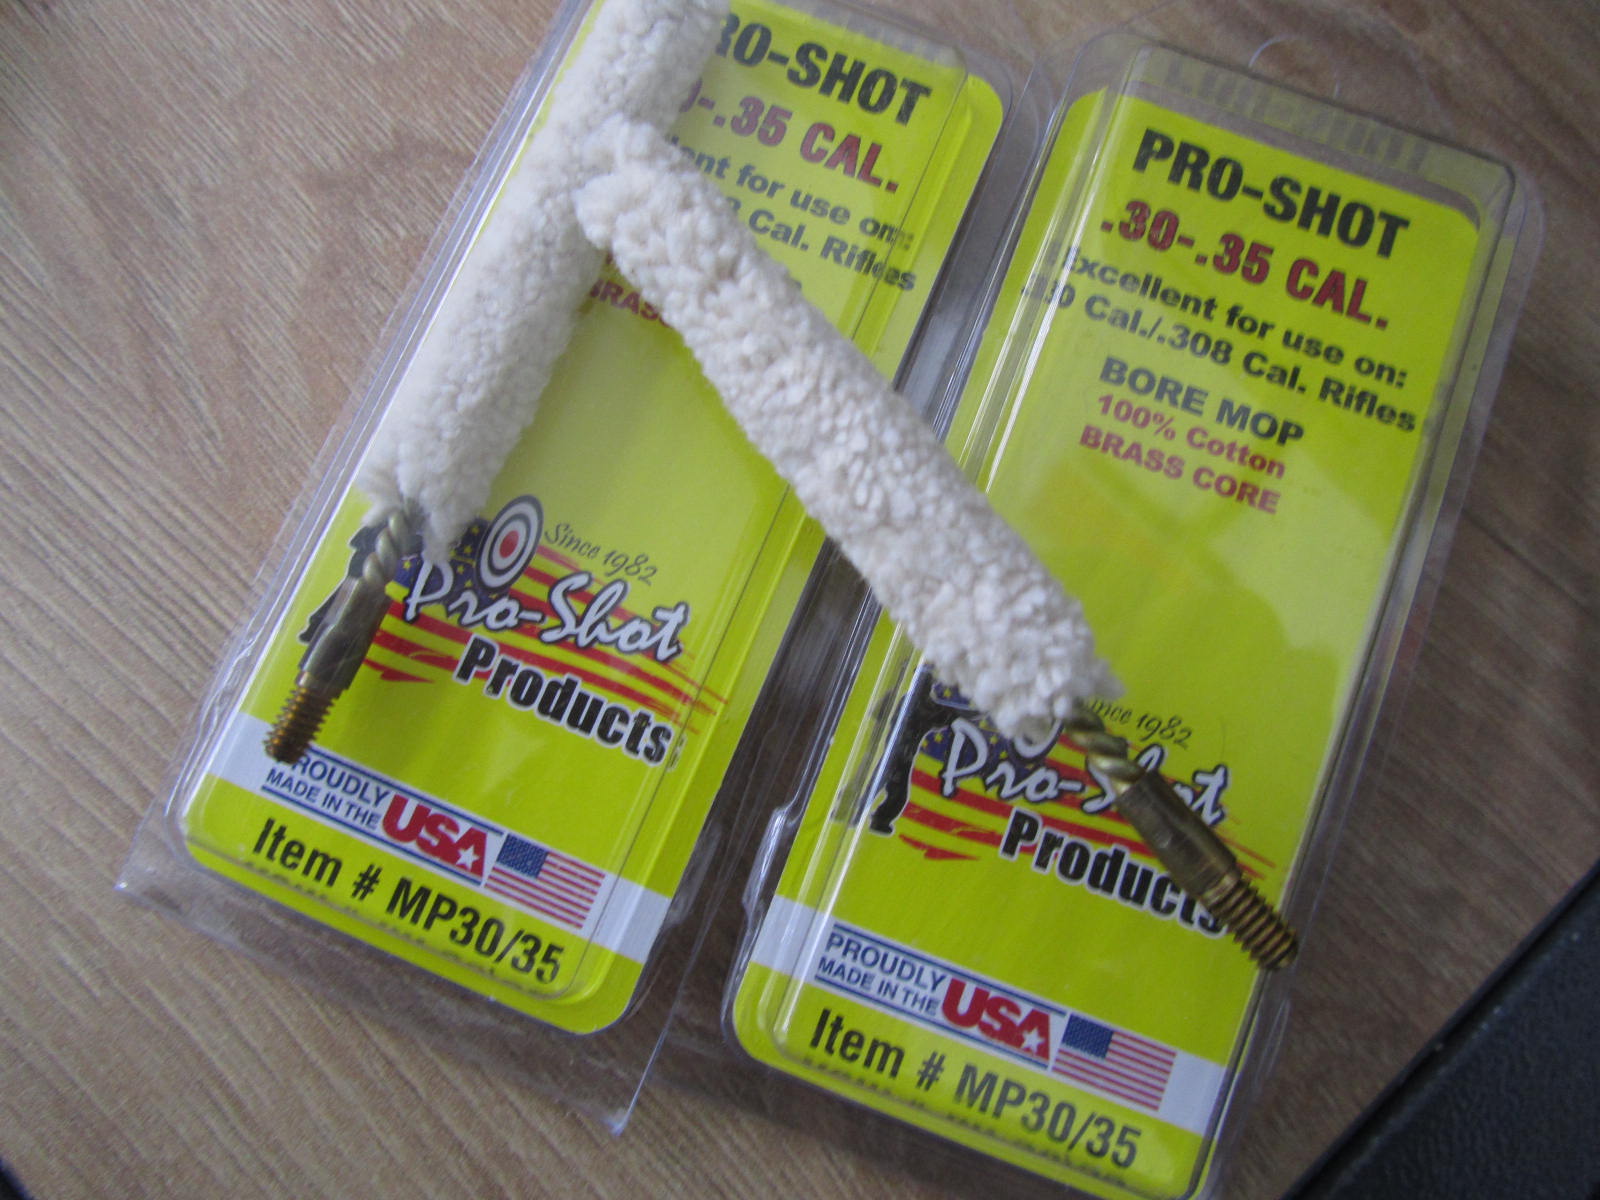 RO-SHOT
-.35 CAL.
for use on:
Cal. Rifles
BRASS
Since 1982
Pro-Shot
Products
PROUDLY
MADE IN THE
USA
Item # MP30/35
PRO-SHOT
.30-.35 CAL.
Excellent for use on:
.30 Cal./.308 Cal. Rifles
BORE MOP
100% Cotton
BRASS CORE
Since 1982
Pro-Shot
Products
PROUDLY
MADE IN THE
USA
Item # MP30/35